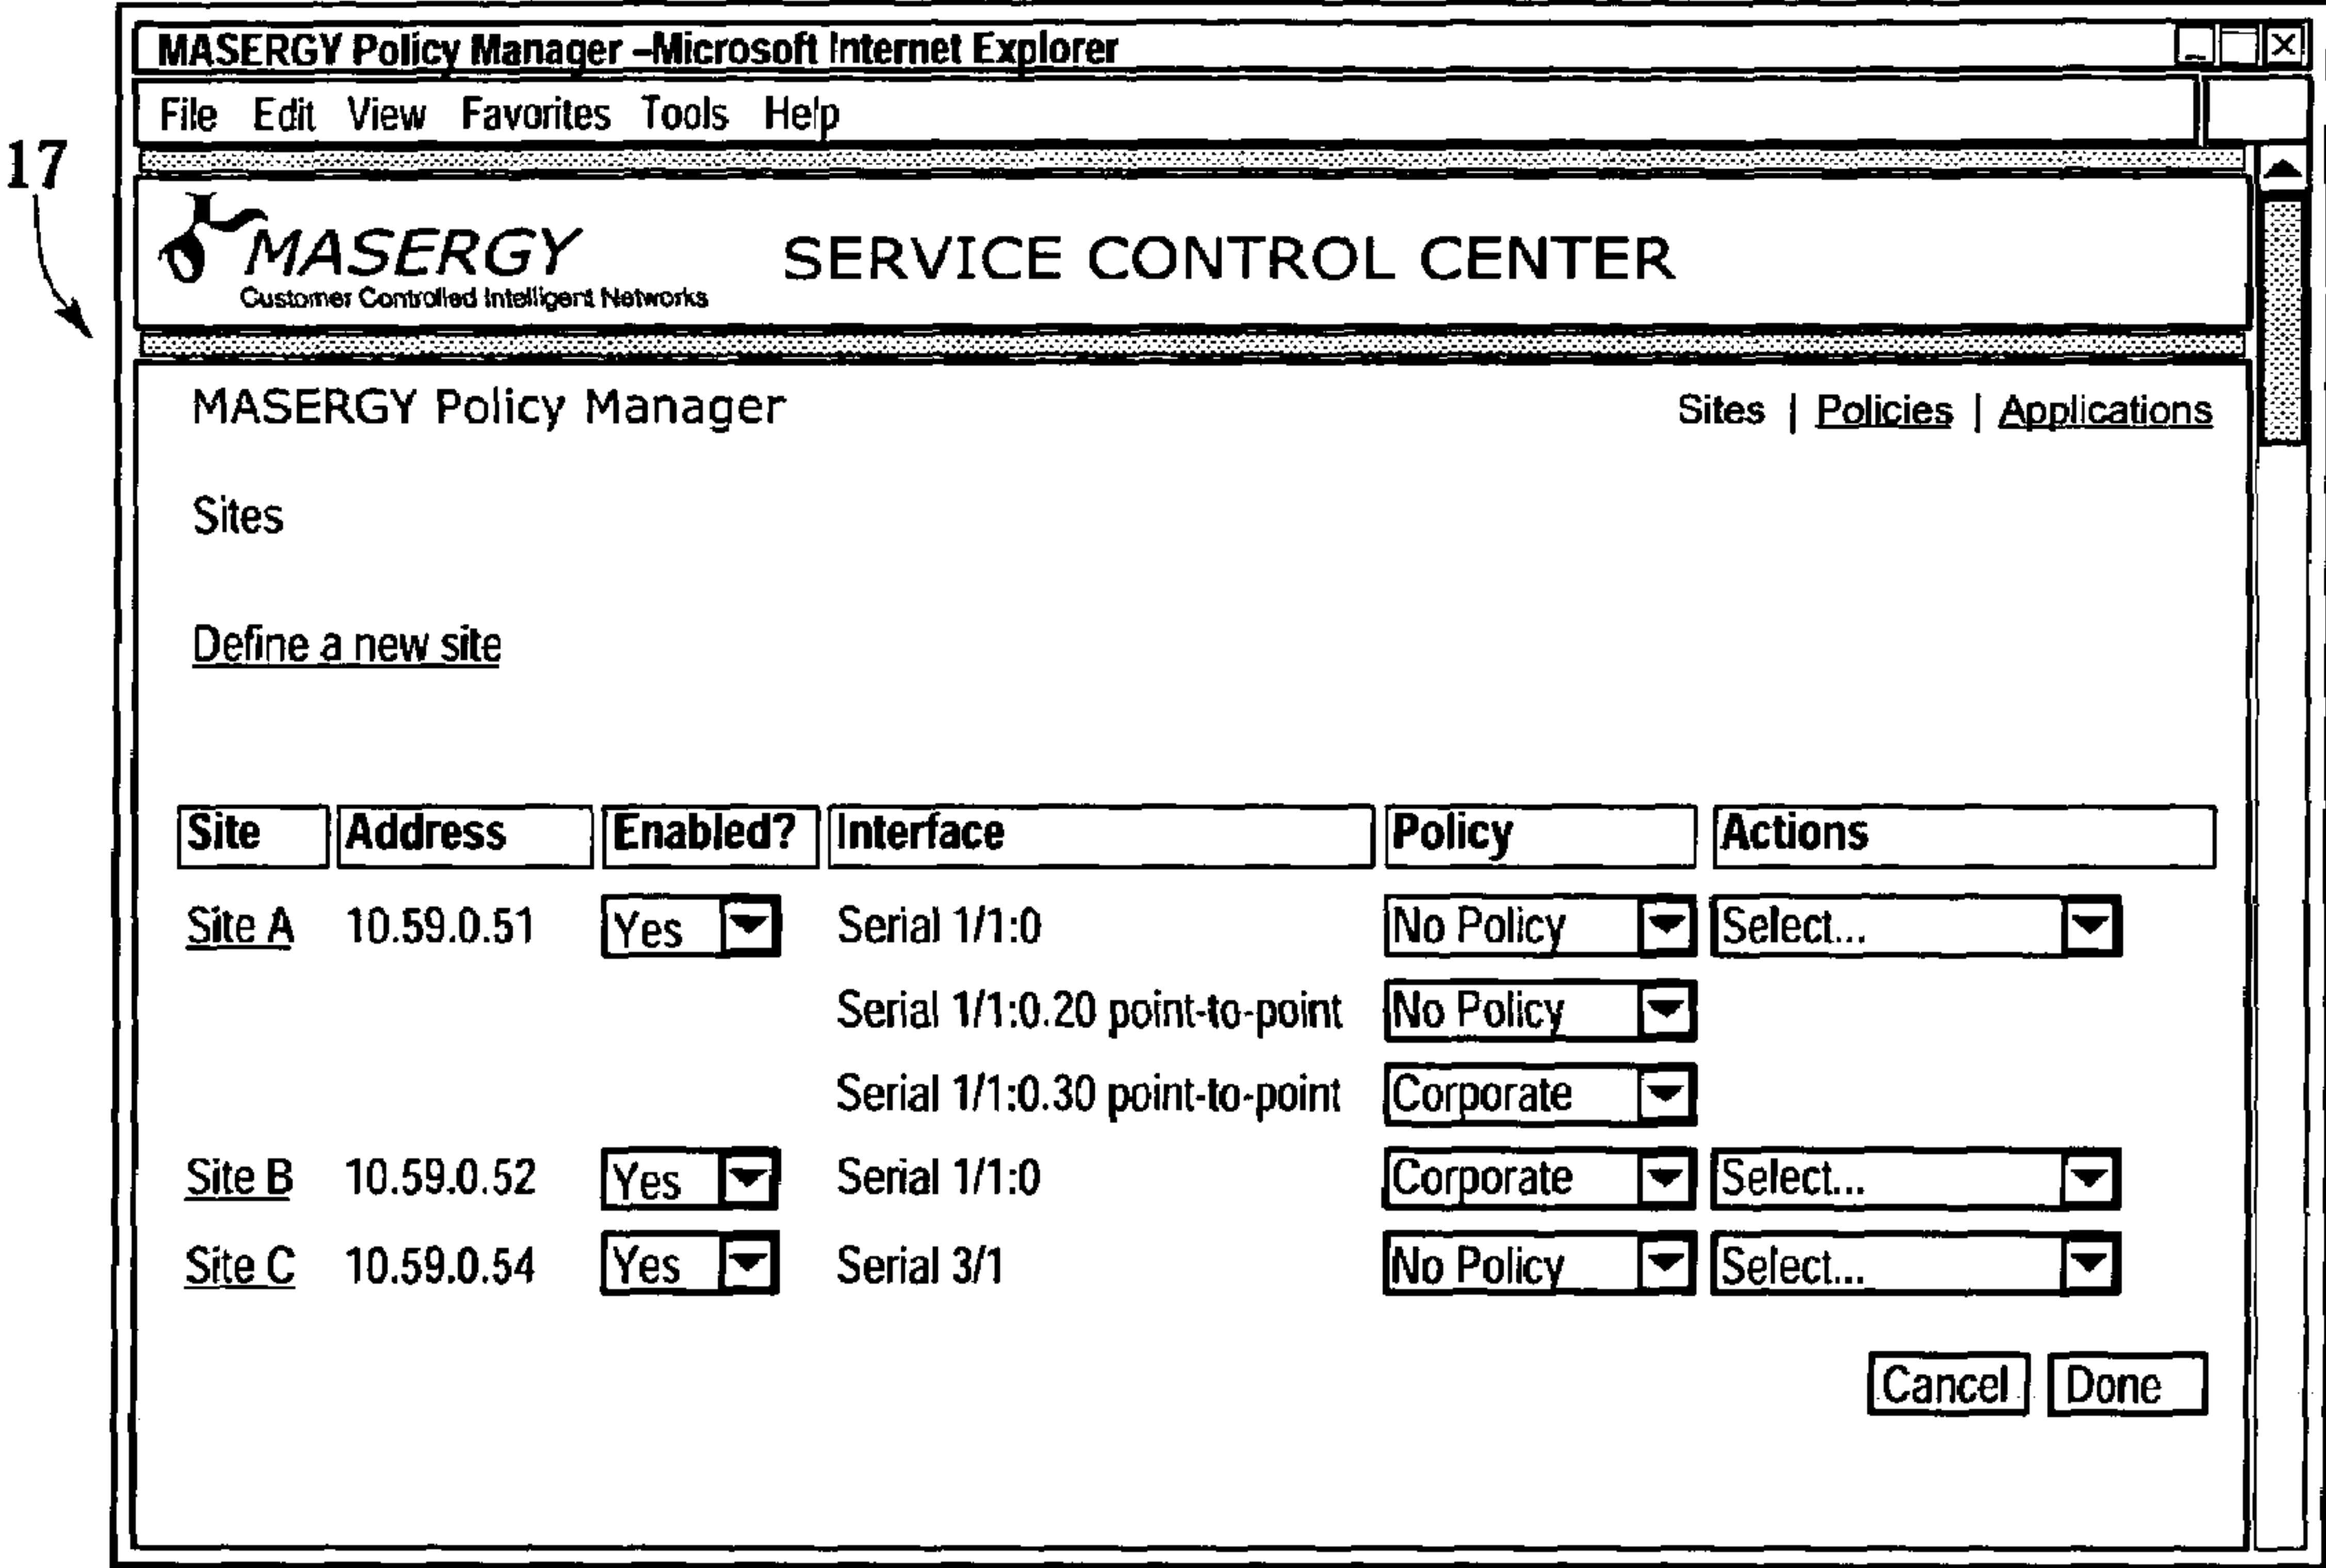 MASERGY Policy Manager –Microsoft Internet Explorer
File Edit View Favorites Tools Help
17
MASERGY SERVICE CONTROL CENTER
Customer Controlled Intelligent Networks
MASERGY Policy Manager Sites | Policies | Applications
Sites
Define a new site
Site Address Enabled? Interface Policy Actions
Site A 10.59.0.51 Yes Serial 1/1:0 No Policy Select...
Serial 1/1:0.20 point-to-point No Policy
Serial 1/1:0.30 point-to-point Corporate
Site B 10.59.0.52 Yes Serial 1/1:0 Corporate Select...
Site C 10.59.0.54 Yes Serial 3/1 No Policy Select...
Cancel Done